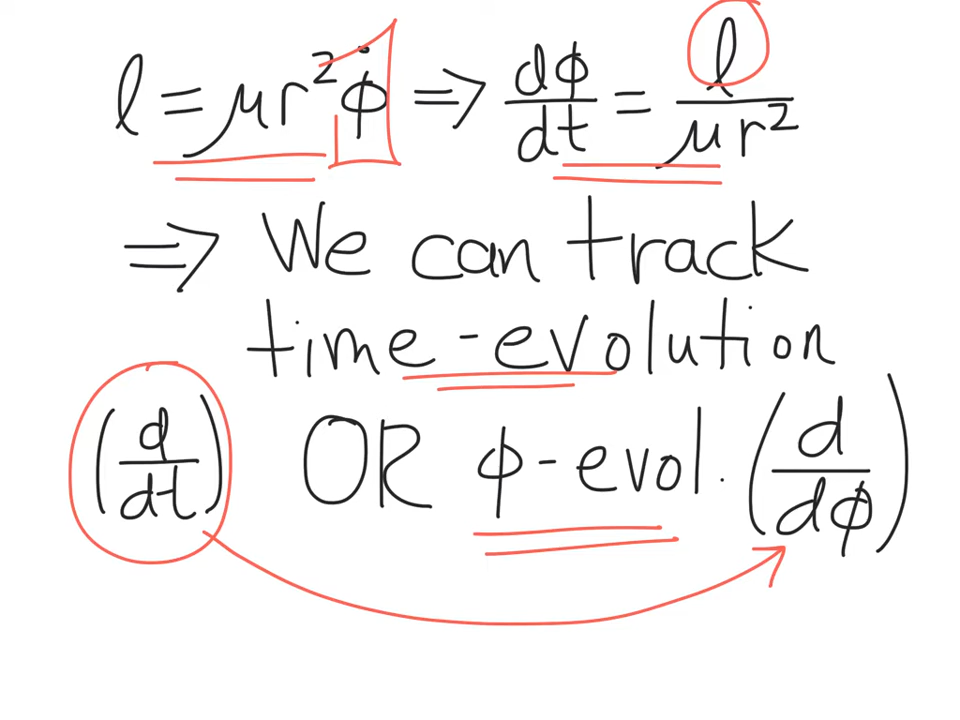 l = μr²φ̇ ⇒ dφ/dt = l/μr²
⇒ We can track
time-evolution
(d/dt) OR φ-evol. (d/dφ)